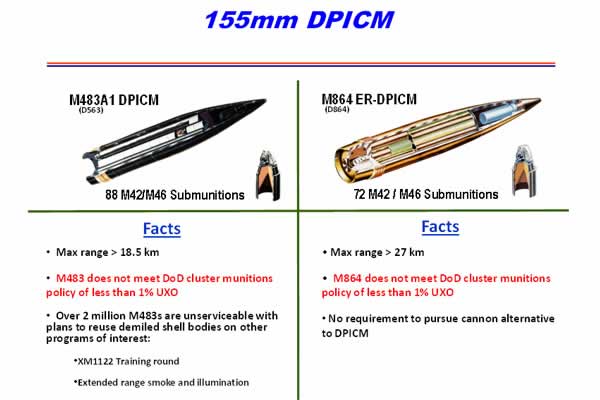 155mm DPICM
M483A1 DPICM
(D563)
88 M42/M46 Submunitions
Facts
• Max range > 18.5 km
• M483 does not meet DoD cluster munitions
policy of less than 1% UXO
• Over 2 million M483s are unserviceable with
plans to reuse demiled shell bodies on other
programs of interest:
•XM1122 Training round
•Extended range smoke and illumination
M864 ER-DPICM
(D864)
72 M42 / M46 Submunitions
Facts
• Max range > 27 km
• M864 does not meet DoD cluster munitions
policy of less than 1% UXO
• No requirement to pursue cannon alternative
to DPICM